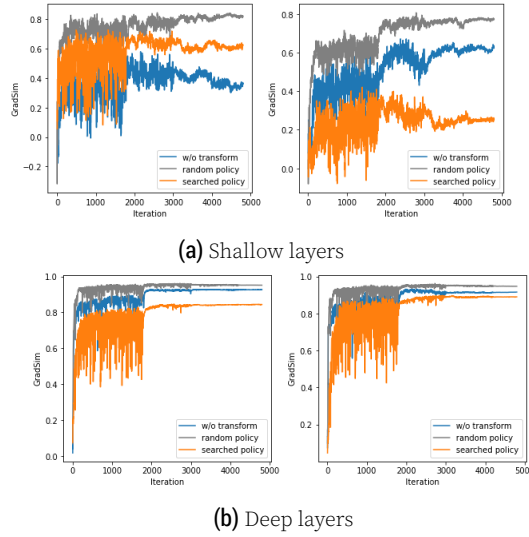 0.8
0.6
0.4
0.2
0.0
−0.2
GradSim
0 1000 2000 3000 4000 5000
Iteration
w/o transform
random policy
searched policy
0.8
0.6
0.4
0.2
0.0
GradSim
0 1000 2000 3000 4000 5000
Iteration
w/o transform
random policy
searched policy
(a) Shallow layers
1.0
0.8
0.6
0.4
0.2
0.0
GradSim
0 1000 2000 3000 4000 5000
Iteration
w/o transform
random policy
searched policy
1.0
0.8
0.6
0.4
0.2
GradSim
0 1000 2000 3000 4000
Iteration
w/o transform
random policy
searched policy
(b) Deep layers